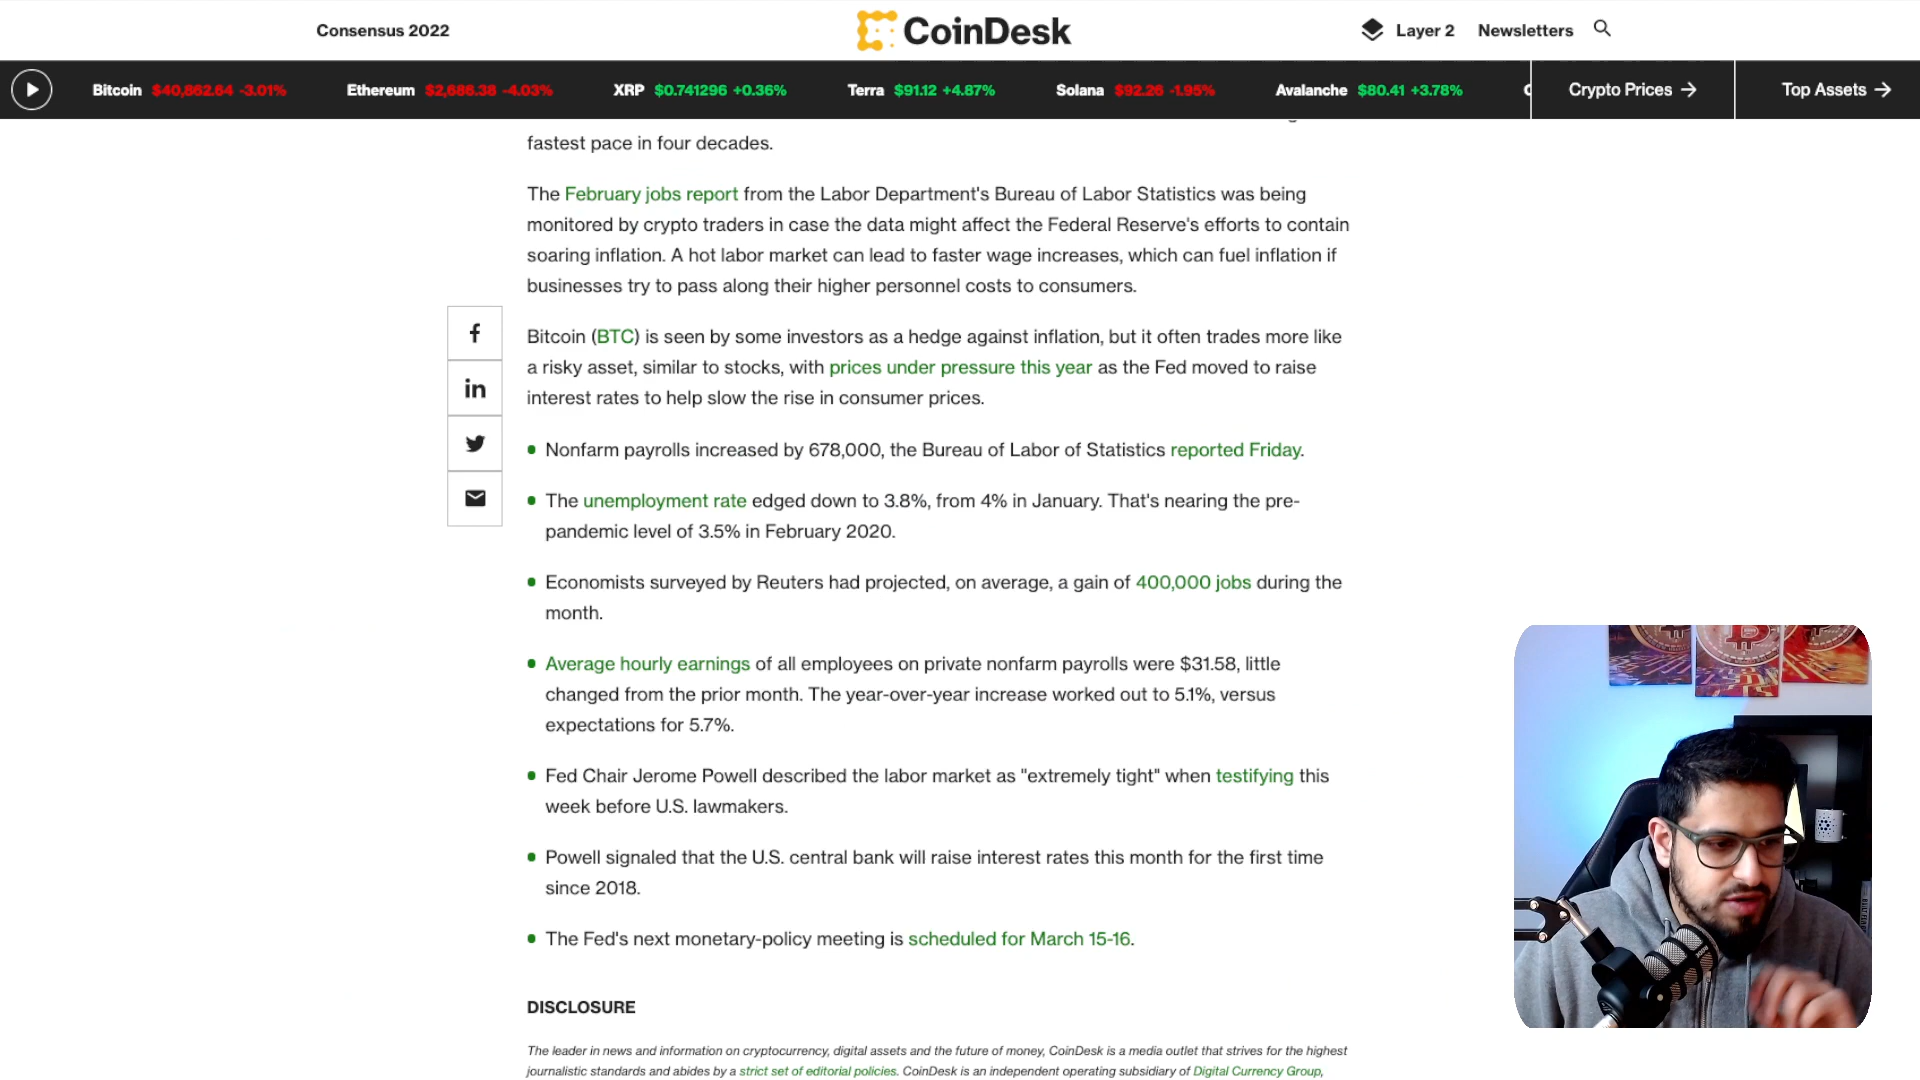 Consensus 2022
CoinDesk
Layer 2
Newsletters
Bitcoin $40,862.64 -3.01% Ethereum $2,686.38 -4.03% XRP $0.741296 +0.36% Terra $91.12 +4.87% Solana $92.26 -1.95% Avalanche $80.41 +3.78% Crypto Prices → Top Assets →
fastest pace in four decades.
The February jobs report from the Labor Department's Bureau of Labor Statistics was being
monitored by crypto traders in case the data might affect the Federal Reserve's efforts to contain
soaring inflation. A hot labor market can lead to faster wage increases, which can fuel inflation if
businesses try to pass along their higher personnel costs to consumers.
Bitcoin (BTC) is seen by some investors as a hedge against inflation, but it often trades more like
a risky asset, similar to stocks, with prices under pressure this year as the Fed moved to raise
interest rates to help slow the rise in consumer prices.
• Nonfarm payrolls increased by 678,000, the Bureau of Labor of Statistics reported Friday.
• The unemployment rate edged down to 3.8%, from 4% in January. That's nearing the pre-
pandemic level of 3.5% in February 2020.
• Economists surveyed by Reuters had projected, on average, a gain of 400,000 jobs during the
month.
• Average hourly earnings of all employees on private nonfarm payrolls were $31.58, little
changed from the prior month. The year-over-year increase worked out to 5.1%, versus
expectations for 5.7%.
• Fed Chair Jerome Powell described the labor market as "extremely tight" when testifying this
week before U.S. lawmakers.
• Powell signaled that the U.S. central bank will raise interest rates this month for the first time
since 2018.
• The Fed's next monetary-policy meeting is scheduled for March 15-16.
DISCLOSURE
The leader in news and information on cryptocurrency, digital assets and the future of money, CoinDesk is a media outlet that strives for the highest
journalistic standards and abides by a strict set of editorial policies. CoinDesk is an independent operating subsidiary of Digital Currency Group,